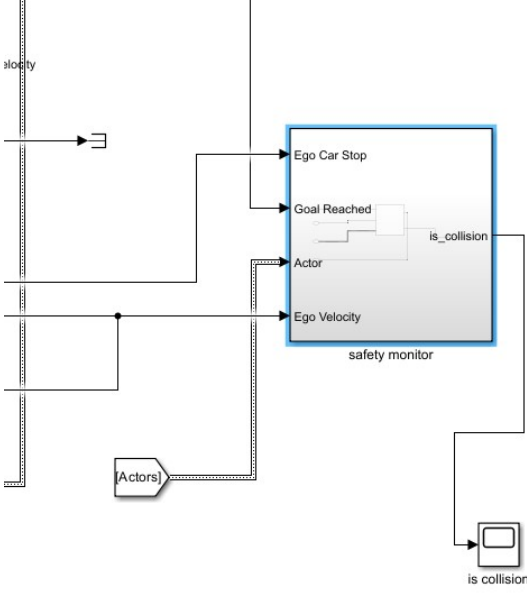 elocity
Ego Car Stop
Goal Reached
is_collision
Actor
Ego Velocity
safety monitor
[Actors]
is collision